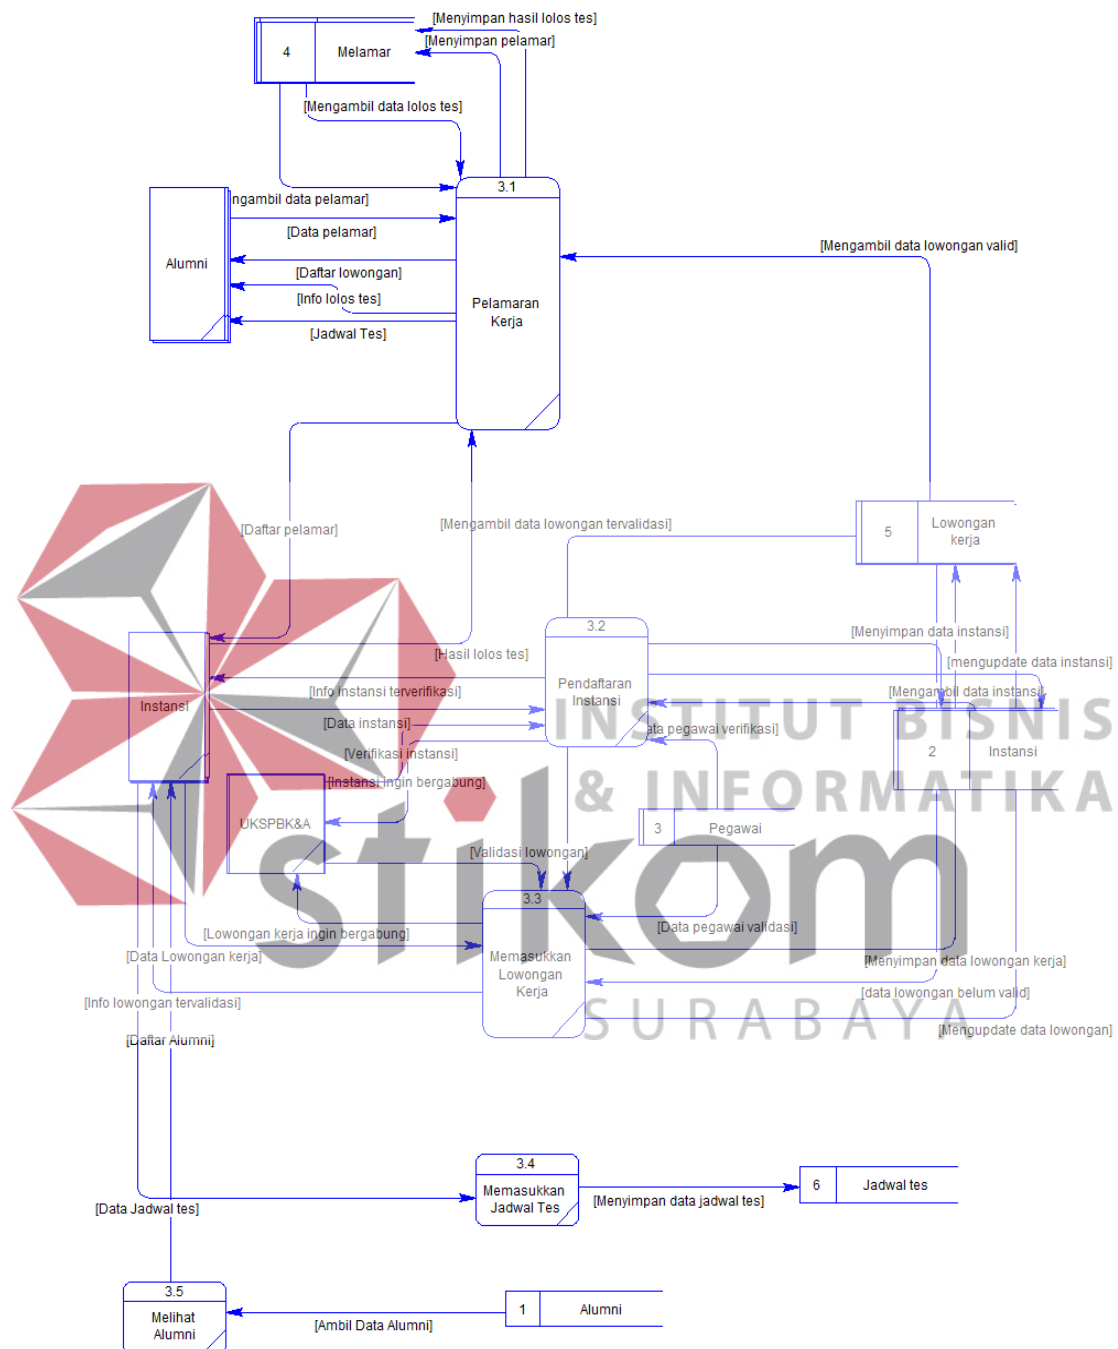 [Menyimpan hasil lolos tes]
[Menyimpan pelamar]
4
Melamar
[Mengambil data lolos tes]
3.1
ngambil data pelamar]
[Data pelamar]
[Mengambil data lowongan valid]
Alumni
[Daftar lowongan]
[Info lolos tes]
Pelamaran
Kerja
[Jadwal Tes]
[Daftar pelamar]
[Mengambil data lowongan tervalidasi]
5
Lowongan
kerja
3.2
[Menyimpan data instansi]
[Hasil lolos tes]
[mengupdate data instansi]
Pendaftaran
Instansi
[Info instansi terverifikasi]
[Mengambil data instansi]
Instansi
[Data instansi]
data pegawai verifikasi]
INSTITUT BISNIS
[Verifikasi instansi]
2
Instansi
[Instansi ingin bergabung]
& INFORMATIKA
UKSPBK&A
3
Pegawai
stikom
[Validasi lowongan]
3.3
[Lowongan kerja ingin bergabung]
[Data pegawai validasi]
[Data Lowongan kerja]
Memasukkan
Lowongan
Kerja
[Menyimpan data lowongan kerja]
[Info lowongan tervalidasi]
[data lowongan belum valid]
SURABAYA
[Mengupdate data lowongan]
[Daftar Alumni]
3.4
Memasukkan
Jadwal Tes
6
Jadwal tes
[Data Jadwal tes]
[Menyimpan data jadwal tes]
3.5
Melihat
Alumni
1
Alumni
[Ambil Data Alumni]